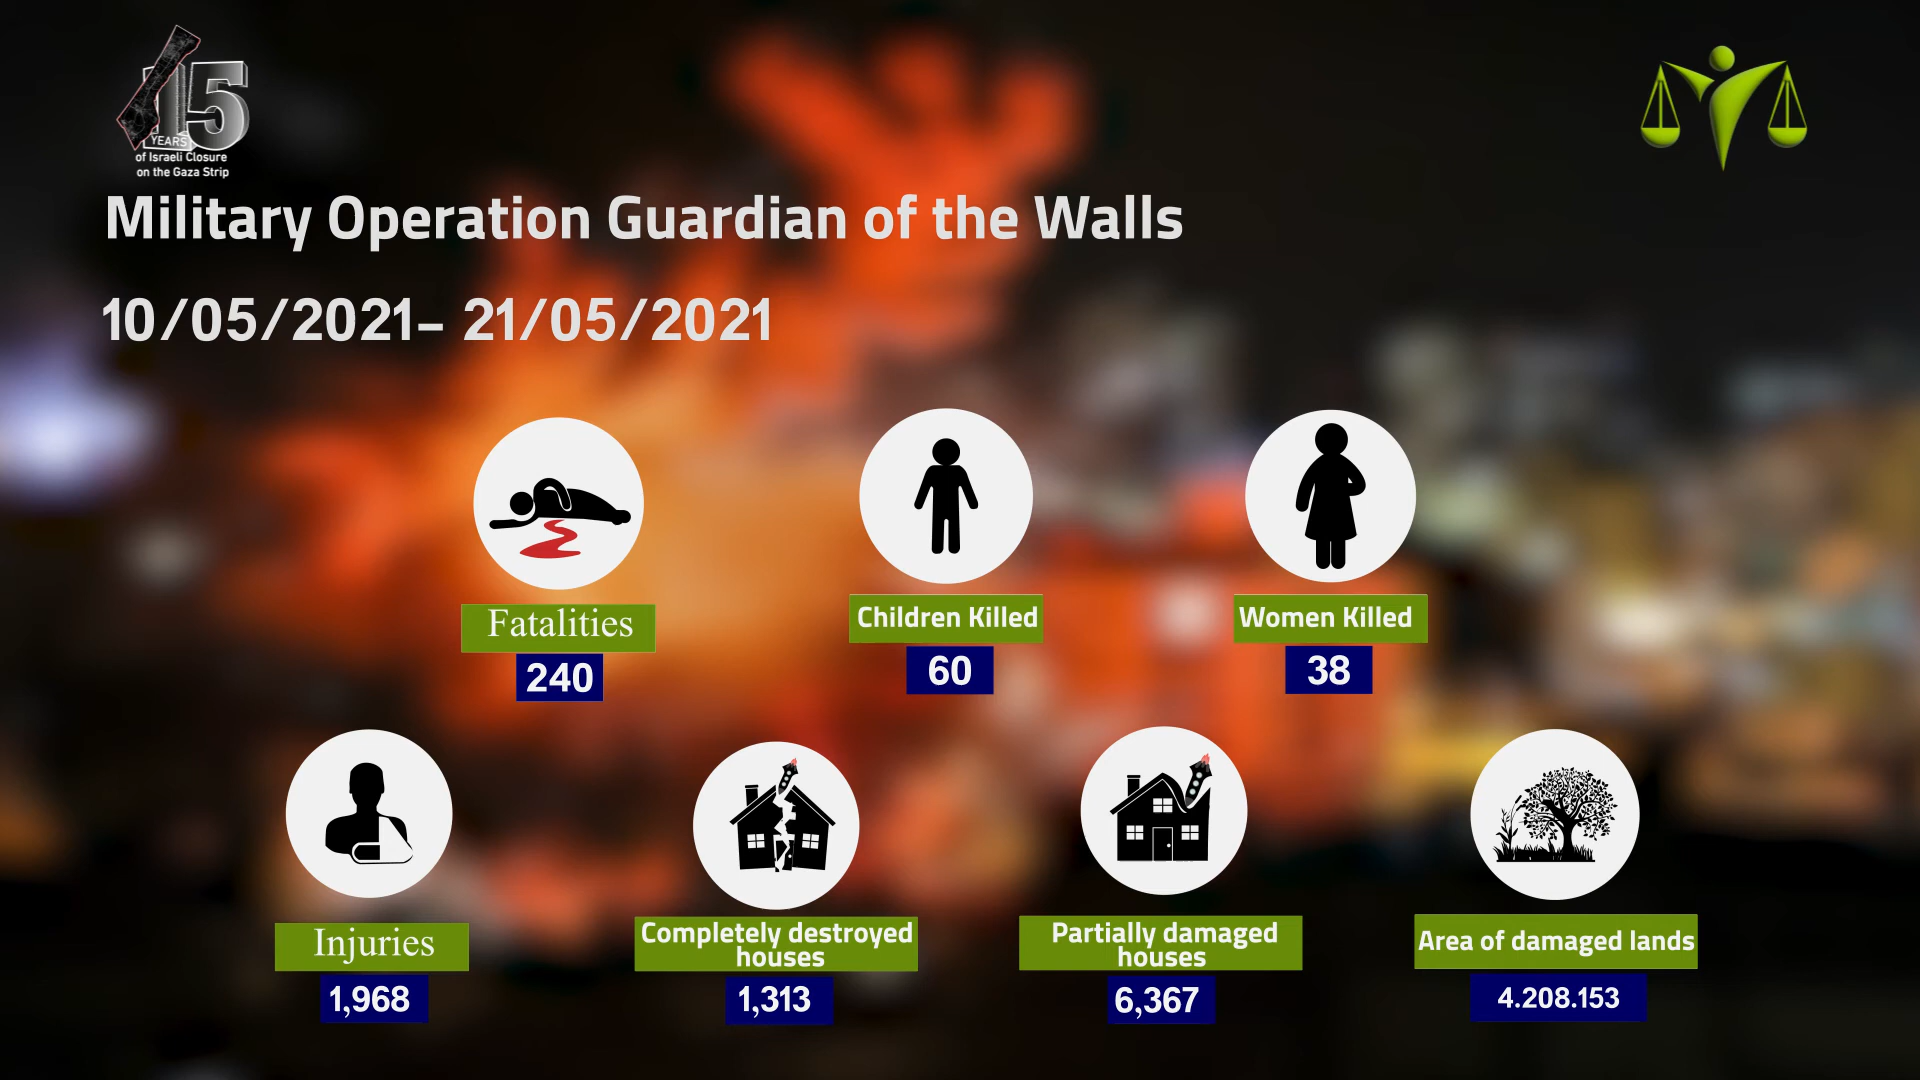 15
YEARS
of Israeli Closure
on the Gaza Strip
Military Operation Guardian of the Walls
10/05/2021- 21/05/2021
Fatalities
240
Children Killed
60
Women Killed
38
Injuries
1,968
Completely destroyed
houses
1,313
Partially damaged
houses
6,367
Area of damaged lands
4.208.153